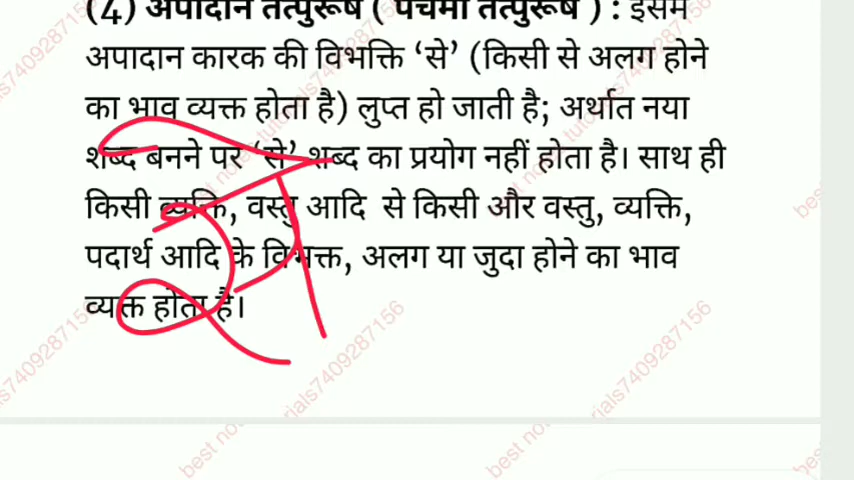 (4) अपादान तत्पुरूष ( पंचमी तत्पुरूष ) : इसमें
अपादान कारक की विभक्ति ‘से’ (किसी से अलग होने
का भाव व्यक्त होता है) लुप्त हो जाती है; अर्थात नया
शब्द बनने पर ‘से’ शब्द का प्रयोग नहीं होता है। साथ ही
किसी व्यक्ति, वस्तु आदि से किसी और वस्तु, व्यक्ति,
पदार्थ आदि के विभक्त, अलग या जुदा होने का भाव
व्यक्त होता है।
से